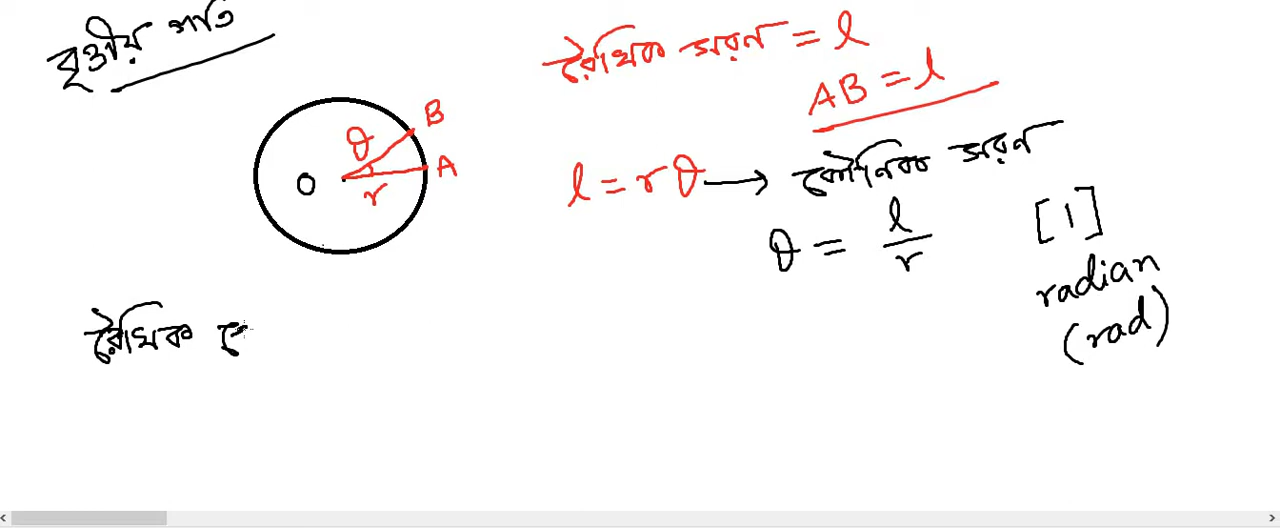 বৃত্তীয় গতি
রৈখিক সরণ = l
AB = l
B
θ
A
O
r
l = rθ → কৌণিক সরণ
θ = l/r [1]
radian
(rad)
রৈখিক